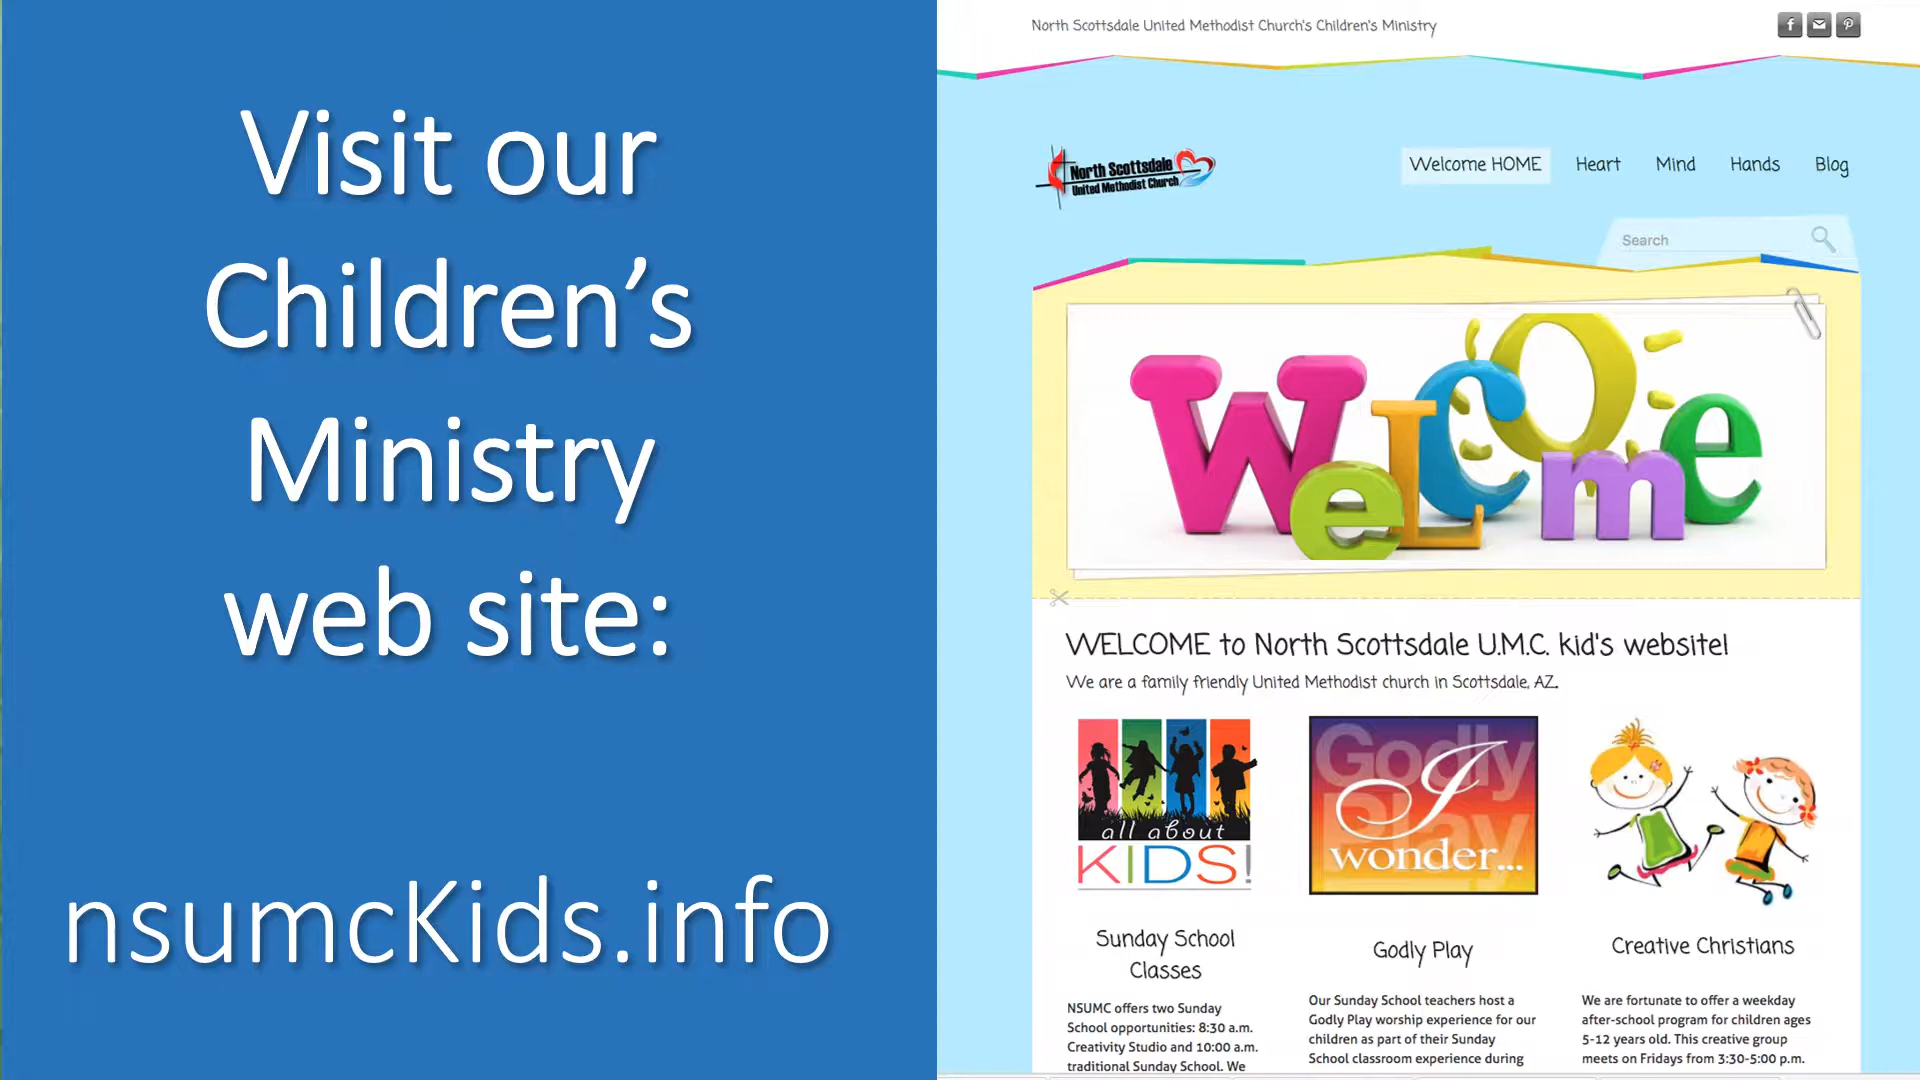 Visit our
Children’s
Ministry
web site:
nsumcKids.info
North Scottsdale United Methodist Church's Children's Ministry
North Scottsdale
United Methodist Church
Welcome HOME
Heart
Mind
Hands
Blog
Search
WeLCOme
WELCOME to North Scottsdale U.M.C. kid's website!
We are a family friendly United Methodist church in Scottsdale, AZ.
all about
KIDS!
Godly
Play
I
wonder...
Sunday School
Classes
NSUMC offers two Sunday
School opportunities: 8:30 a.m.
Creativity Studio and 10:00 a.m.
traditional Sunday School. We
Godly Play
Our Sunday School teachers host a
Godly Play worship experience for our
children as part of their Sunday
School classroom experience during
Creative Christians
We are fortunate to offer a weekday
after-school program for children ages
5-12 years old. This creative group
meets on Fridays from 3:30-5:00 p.m.